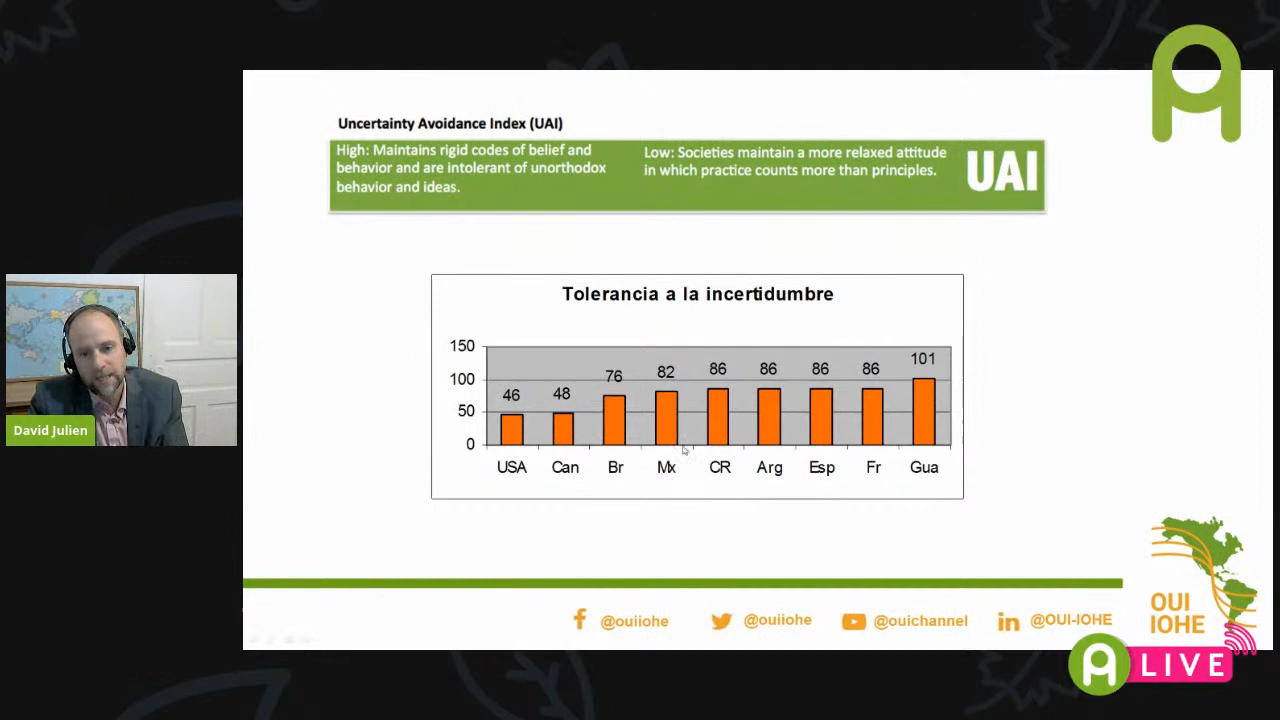 Uncertainty Avoidance Index (UAI)
High: Maintains rigid codes of belief and
behavior and are intolerant of unorthodox
behavior and ideas.
Low: Societies maintain a more relaxed attitude
in which practice counts more than principles.
UAI
Tolerancia a la incertidumbre
150
100
50
0
46
48
76
82
86
86
86
86
101
USA
Can
Br
Mx
CR
Arg
Esp
Fr
Gua
David Julien
@ouiiohe
@ouiiohe
@ouichannel
@OUI-IOHE
OUI
IOHE
LIVE